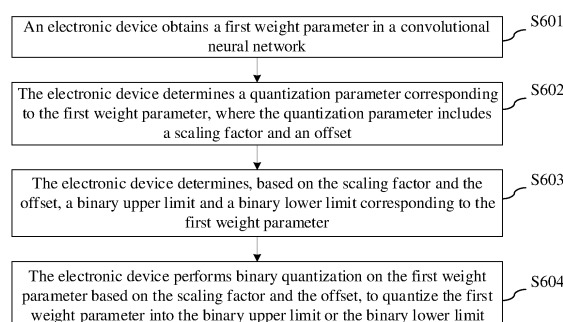 An electronic device obtains a first weight parameter in a convolutional
neural network
S601
The electronic device determines a quantization parameter corresponding
to the first weight parameter, where the quantization parameter includes
a scaling factor and an offset
S602
The electronic device determines, based on the scaling factor and the
offset, a binary upper limit and a binary lower limit corresponding to the
first weight parameter
S603
The electronic device performs binary quantization on the first weight
parameter based on the scaling factor and the offset, to quantize the first
weight parameter into the binary upper limit or the binary lower limit
S604